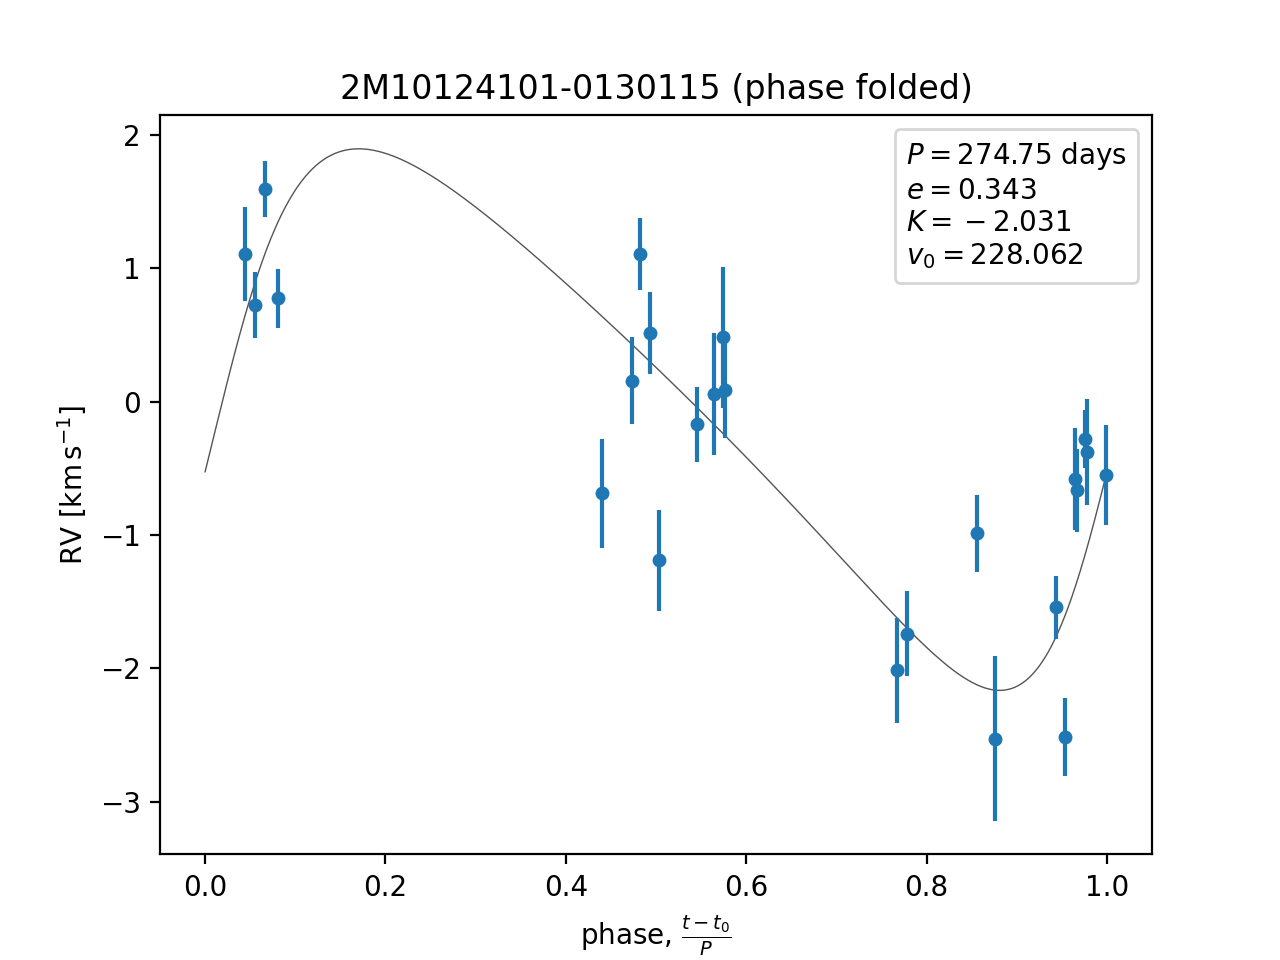 2M10124101-0130115 (phase folded)
P = 274.75 days
e = 0.343
K = −2.031
v₀ = 228.062
RV [km s⁻¹]
2
1
0
−1
−2
−3
0.0 0.2 0.4 0.6 0.8 1.0
phase, (t − t₀)/P